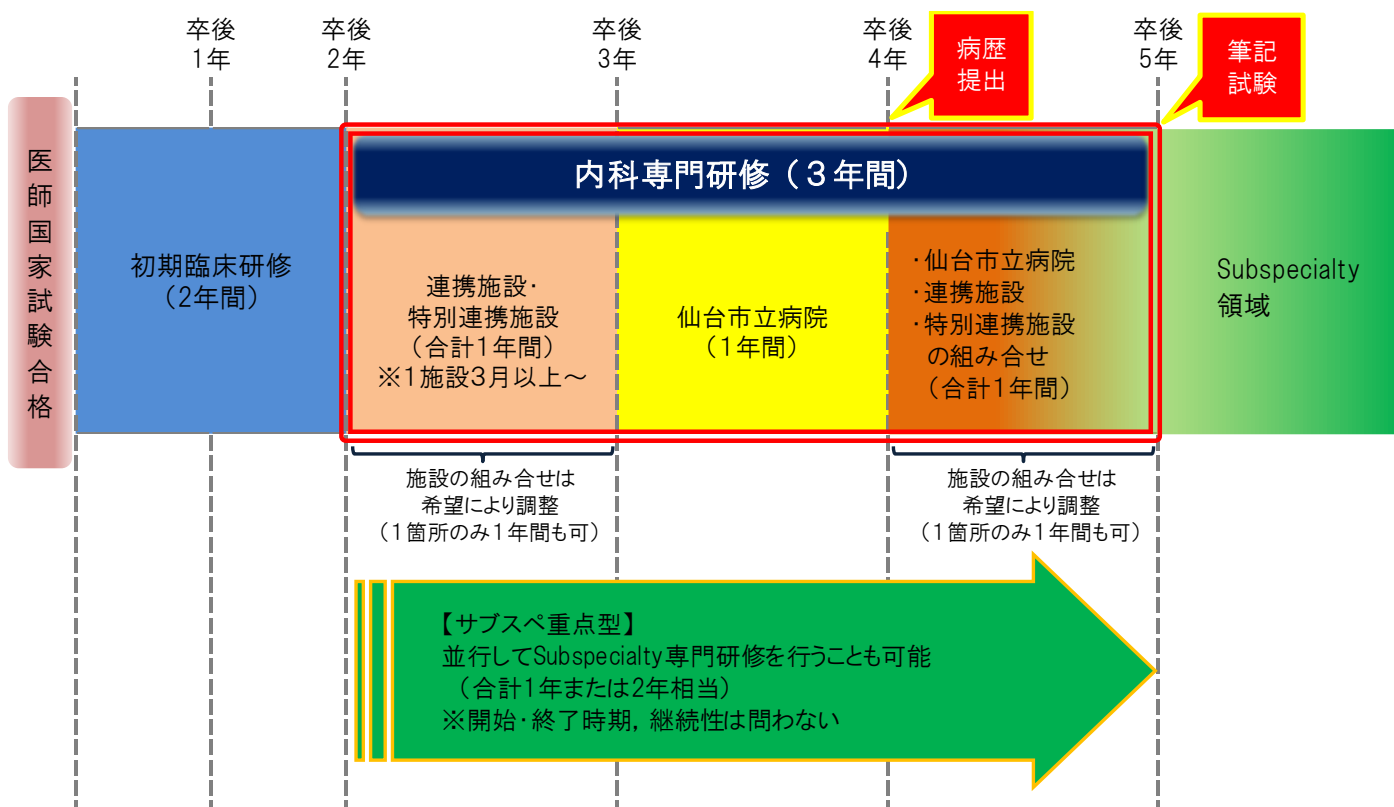 卒後
1年
卒後
2年
卒後
3年
卒後
4年
病歴
提出
卒後
5年
筆記
試験
医師国家試験合格
内科専門研修（３年間）
初期臨床研修
（2年間）
連携施設・
特別連携施設
（合計1年間）
※1施設3月以上～
仙台市立病院
（1年間）
・仙台市立病院
・連携施設
・特別連携施設
の組み合せ
（合計1年間）
Subspecialty
領域
施設の組み合せは
希望により調整
（1箇所のみ1年間も可）
施設の組み合せは
希望により調整
（1箇所のみ1年間も可）
【サブスペ重点型】
並行してSubspecialty専門研修を行うことも可能
（合計1年または2年相当）
※開始・終了時期，継続性は問わない